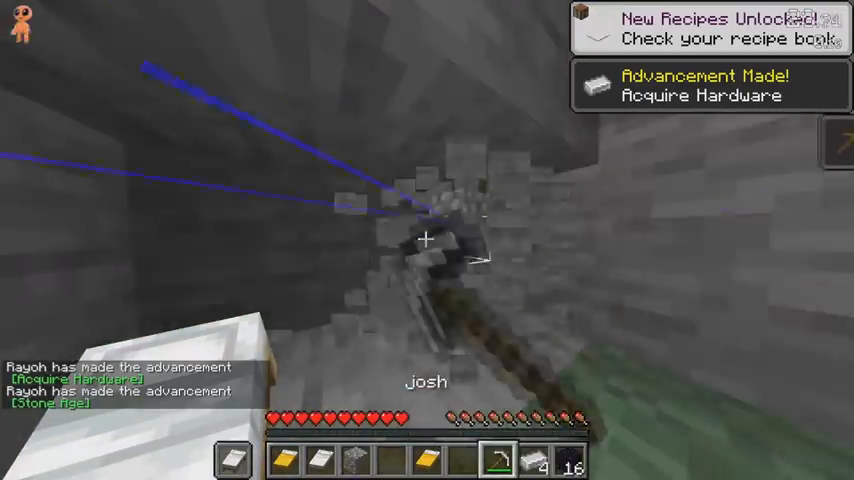 New Recipes Unlocked!
Check your recipe book
Advancement Made!
Acquire Hardware
josh
Rayoh has made the advancement
[Acquire Hardware]
Rayoh has made the advancement
[Stone Age]
4
16